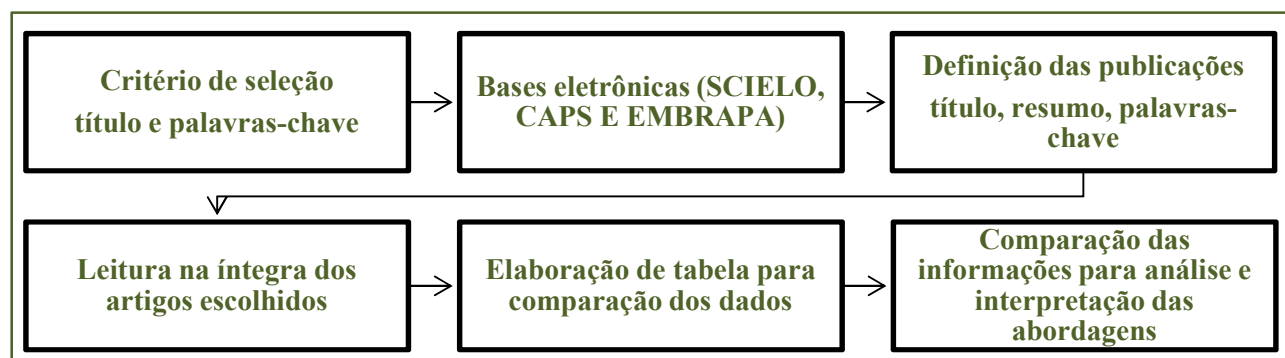 Critério de seleção
título e palavras-chave
Bases eletrônicas (SCIELO,
CAPS E EMBRAPA)
Definição das publicações
título, resumo, palavras-
chave
Leitura na íntegra dos
artigos escolhidos
Elaboração de tabela para
comparação dos dados
Comparação das
informações para análise e
interpretação das
abordagens